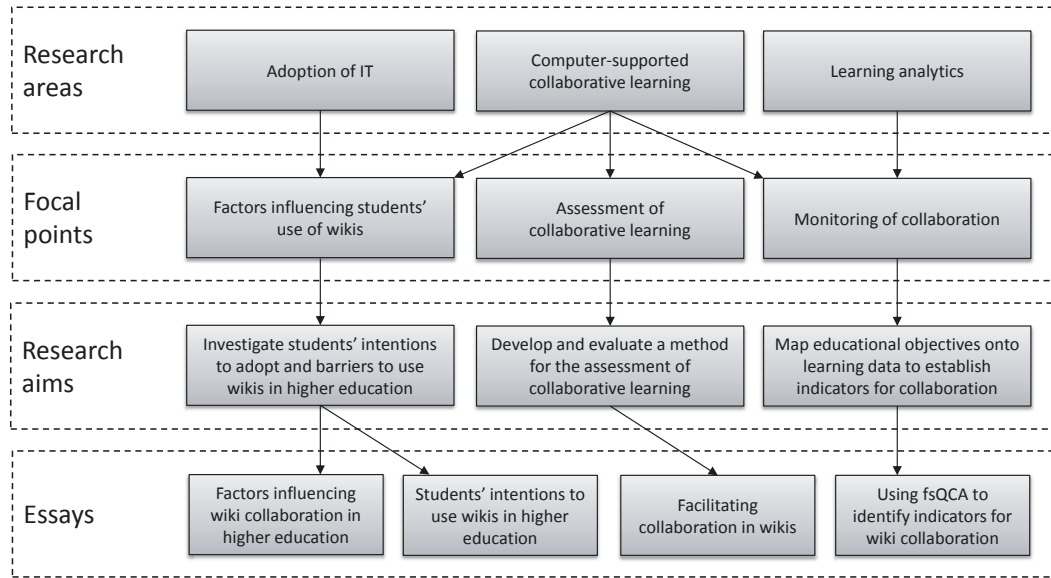 Research
areas
Adoption of IT
Computer-supported
collaborative learning
Learning analytics
Focal
points
Factors influencing students'
use of wikis
Assessment of
collaborative learning
Monitoring of collaboration
Research
aims
Investigate students' intentions
to adopt and barriers to use
wikis in higher education
Develop and evaluate a method
for the assessment of
collaborative learning
Map educational objectives onto
learning data to establish
indicators for collaboration
Essays
Factors influencing
wiki collaboration in
higher education
Students' intentions to
use wikis in higher
education
Facilitating
collaboration in wikis
Using fsQCA to
identify indicators for
wiki collaboration